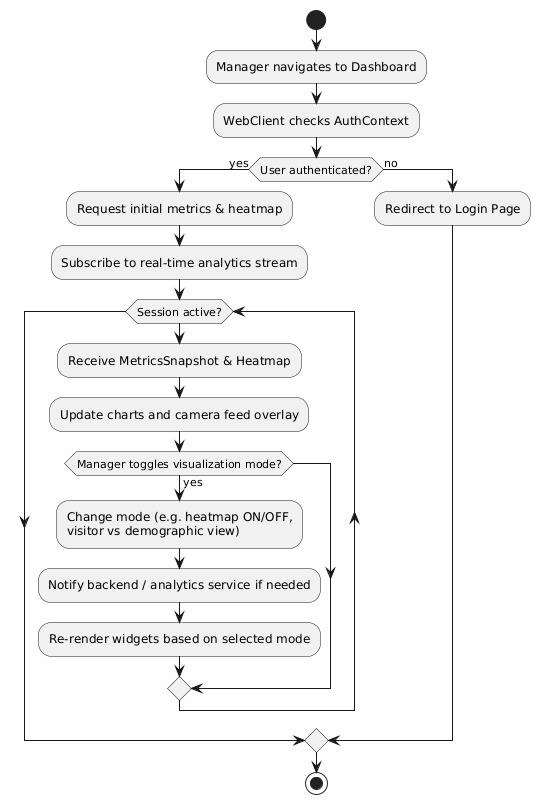 Manager navigates to Dashboard
WebClient checks AuthContext
yes
User authenticated?
no
Request initial metrics & heatmap
Redirect to Login Page
Subscribe to real-time analytics stream
Session active?
Receive MetricsSnapshot & Heatmap
Update charts and camera feed overlay
Manager toggles visualization mode?
yes
Change mode (e.g. heatmap ON/OFF,
visitor vs demographic view)
Notify backend / analytics service if needed
Re-render widgets based on selected mode